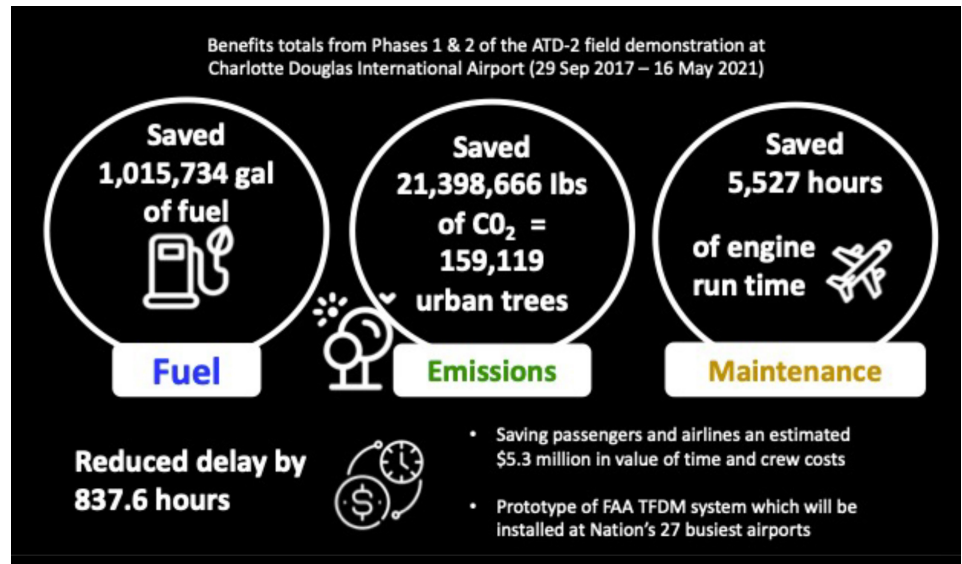 Benefits totals from Phases 1 & 2 of the ATD-2 field demonstration at
Charlotte Douglas International Airport (29 Sep 2017 – 16 May 2021)
Saved
1,015,734 gal
of fuel
Fuel
Saved
21,398,666 lbs
of C0₂ =
159,119
urban trees
Emissions
Saved
5,527 hours
of engine
run time
Maintenance
Reduced delay by
837.6 hours
$
• Saving passengers and airlines an estimated
$5.3 million in value of time and crew costs
• Prototype of FAA TFDM system which will be
installed at Nation's 27 busiest airports